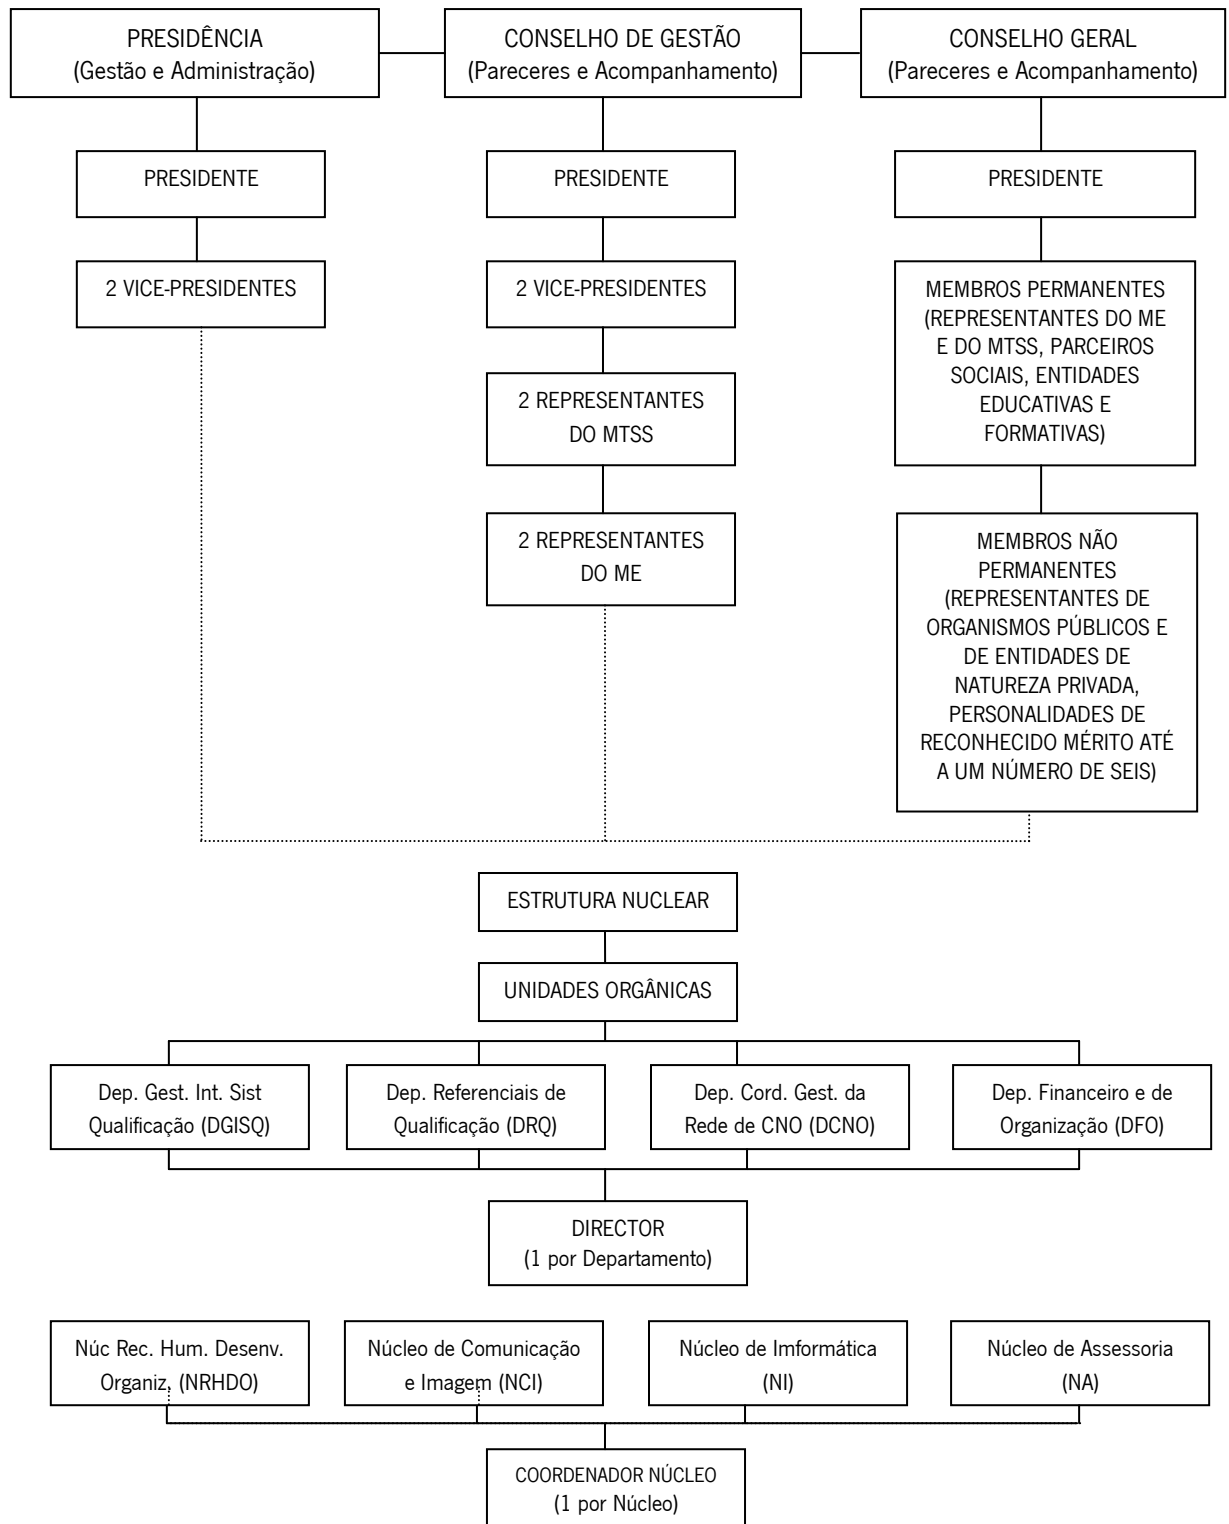 PRESIDÊNCIA
(Gestão e Administração)
CONSELHO DE GESTÃO
(Pareceres e Acompanhamento)
CONSELHO GERAL
(Pareceres e Acompanhamento)
PRESIDENTE
PRESIDENTE
PRESIDENTE
2 VICE-PRESIDENTES
2 VICE-PRESIDENTES
2 REPRESENTANTES
DO MTSS
2 REPRESENTANTES
DO ME
MEMBROS PERMANENTES
(REPRESENTANTES DO ME
E DO MTSS, PARCEIROS
SOCIAIS, ENTIDADES
EDUCATIVAS E
FORMATIVAS)
MEMBROS NÃO
PERMANENTES
(REPRESENTANTES DE
ORGANISMOS PÚBLICOS E
DE ENTIDADES DE
NATUREZA PRIVADA,
PERSONALIDADES DE
RECONHECIDO MÉRITO ATÉ
A UM NÚMERO DE SEIS)
ESTRUTURA NUCLEAR
UNIDADES ORGÂNICAS
Dep. Gest. Int. Sist
Qualificação (DGISQ)
Dep. Referenciais de
Qualificação (DRQ)
Dep. Cord. Gest. da
Rede de CNO (DCNO)
Dep. Financeiro e de
Organização (DFO)
DIRECTOR
(1 por Departamento)
Núc Rec. Hum. Desenv.
Organiz. (NRHDO)
Núcleo de Comunicação
e Imagem (NCI)
Núcleo de Imformática
(NI)
Núcleo de Assessoria
(NA)
COORDENADOR NÚCLEO
(1 por Núcleo)